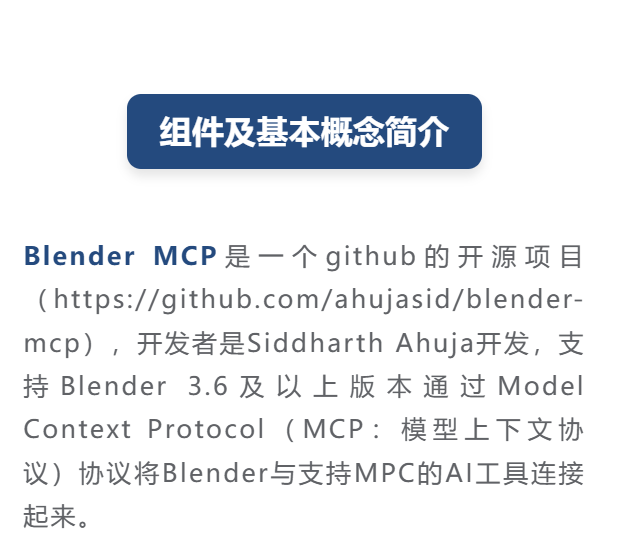 组件及基本概念简介
Blender MCP是一个github的开源项目
（https://github.com/ahujasid/blender-
mcp），开发者是Siddharth Ahuja开发，支
持Blender 3.6及以上版本通过Model
Context Protocol（MCP：模型上下文协
议）协议将Blender与支持MPC的AI工具连接
起来。